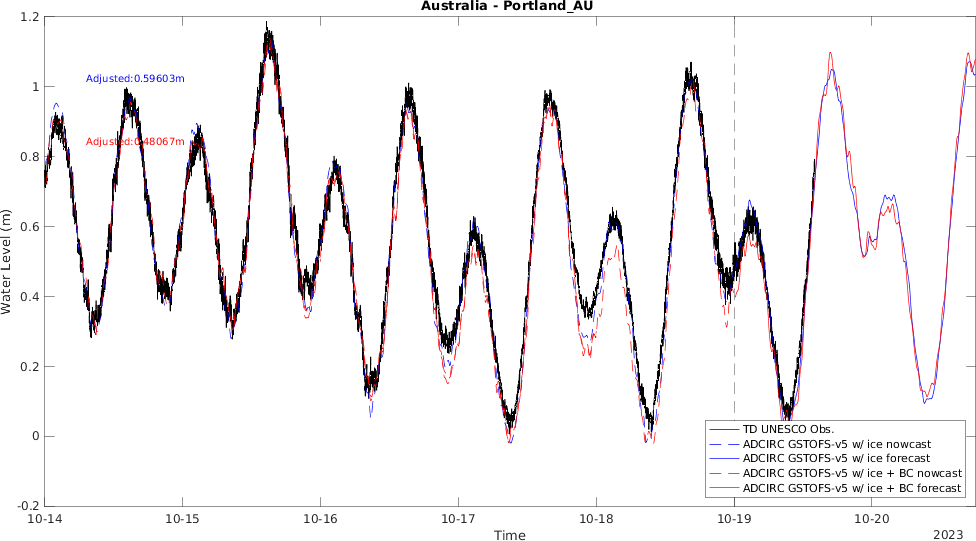 Australia - Portland_AU
1.2
1
0.8
0.6
0.4
0.2
0
-0.2
Water Level (m)
Adjusted:0.59603m
Adjusted:0.48067m
TD UNESCO Obs.
ADCIRC GSTOFS-v5 w/ ice nowcast
ADCIRC GSTOFS-v5 w/ ice forecast
ADCIRC GSTOFS-v5 w/ ice + BC nowcast
ADCIRC GSTOFS-v5 w/ ice + BC forecast
10-14
10-15
10-16
10-17
10-18
10-19
10-20
Time
2023